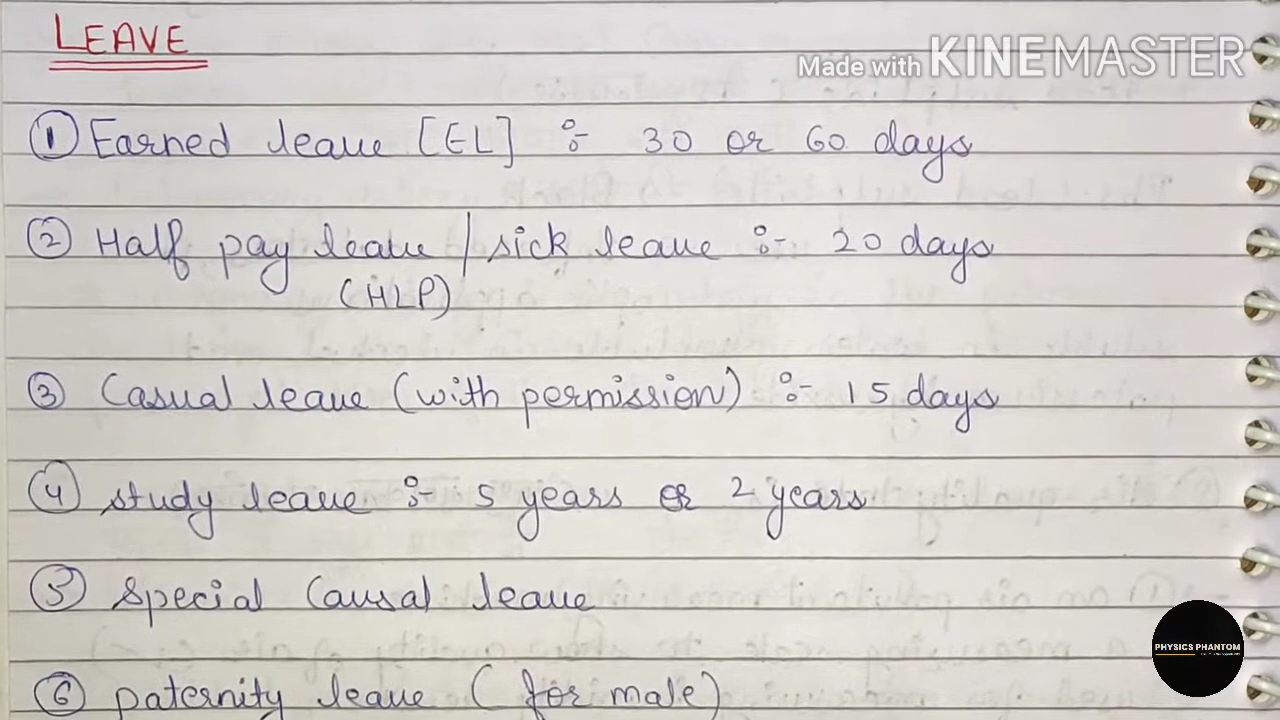 LEAVE
Made with KINEMASTER
① Earned leave [EL] :- 30 or 60 days
② Half pay leave / sick leave :- 20 days
(HLP)
③ Casual leave (with permission) :- 15 days
④ study leave :- 5 years or 2 years
⑤ special Causal leave
PHYSICS PHANTOM
⑥ paternity leave ( for male)